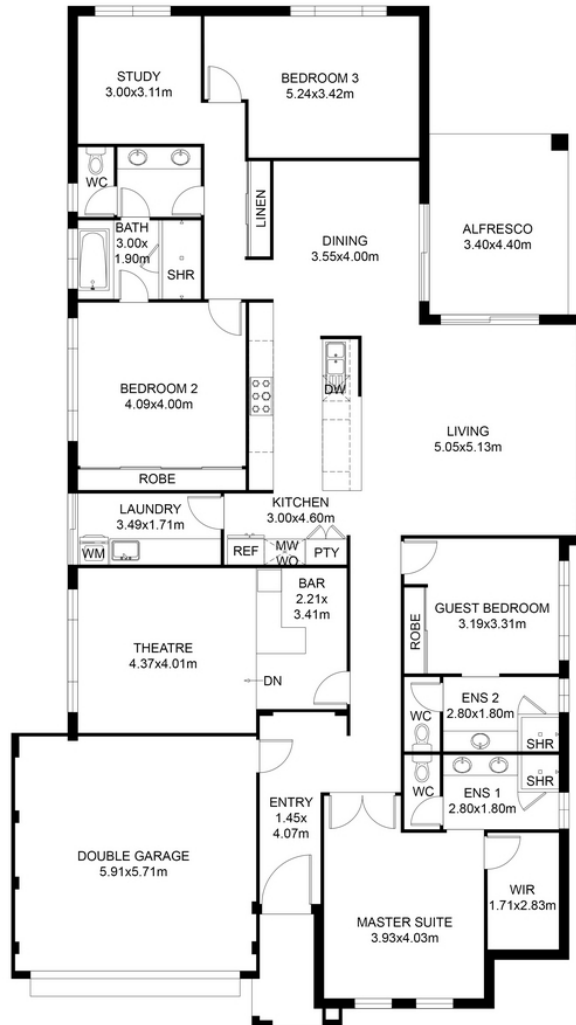 STUDY
3.00x3.11m
BEDROOM 3
5.24x3.42m
WC
LINEN
BATH
3.00x
1.90m
SHR
DINING
3.55x4.00m
ALFRESCO
3.40x4.40m
BEDROOM 2
4.09x4.00m
ROBE
DW
LIVING
5.05x5.13m
KITCHEN
3.00x4.60m
LAUNDRY
3.49x1.71m
WM
REF
MW
WO
PTY
BAR
2.21x
3.41m
THEATRE
4.37x4.01m
DN
GUEST BEDROOM
3.19x3.31m
ROBE
ENS 2
2.80x1.80m
WC
SHR
ENS 1
2.80x1.80m
WC
SHR
ENTRY
1.45x
4.07m
DOUBLE GARAGE
5.91x5.71m
MASTER SUITE
3.93x4.03m
WIR
1.71x2.83m